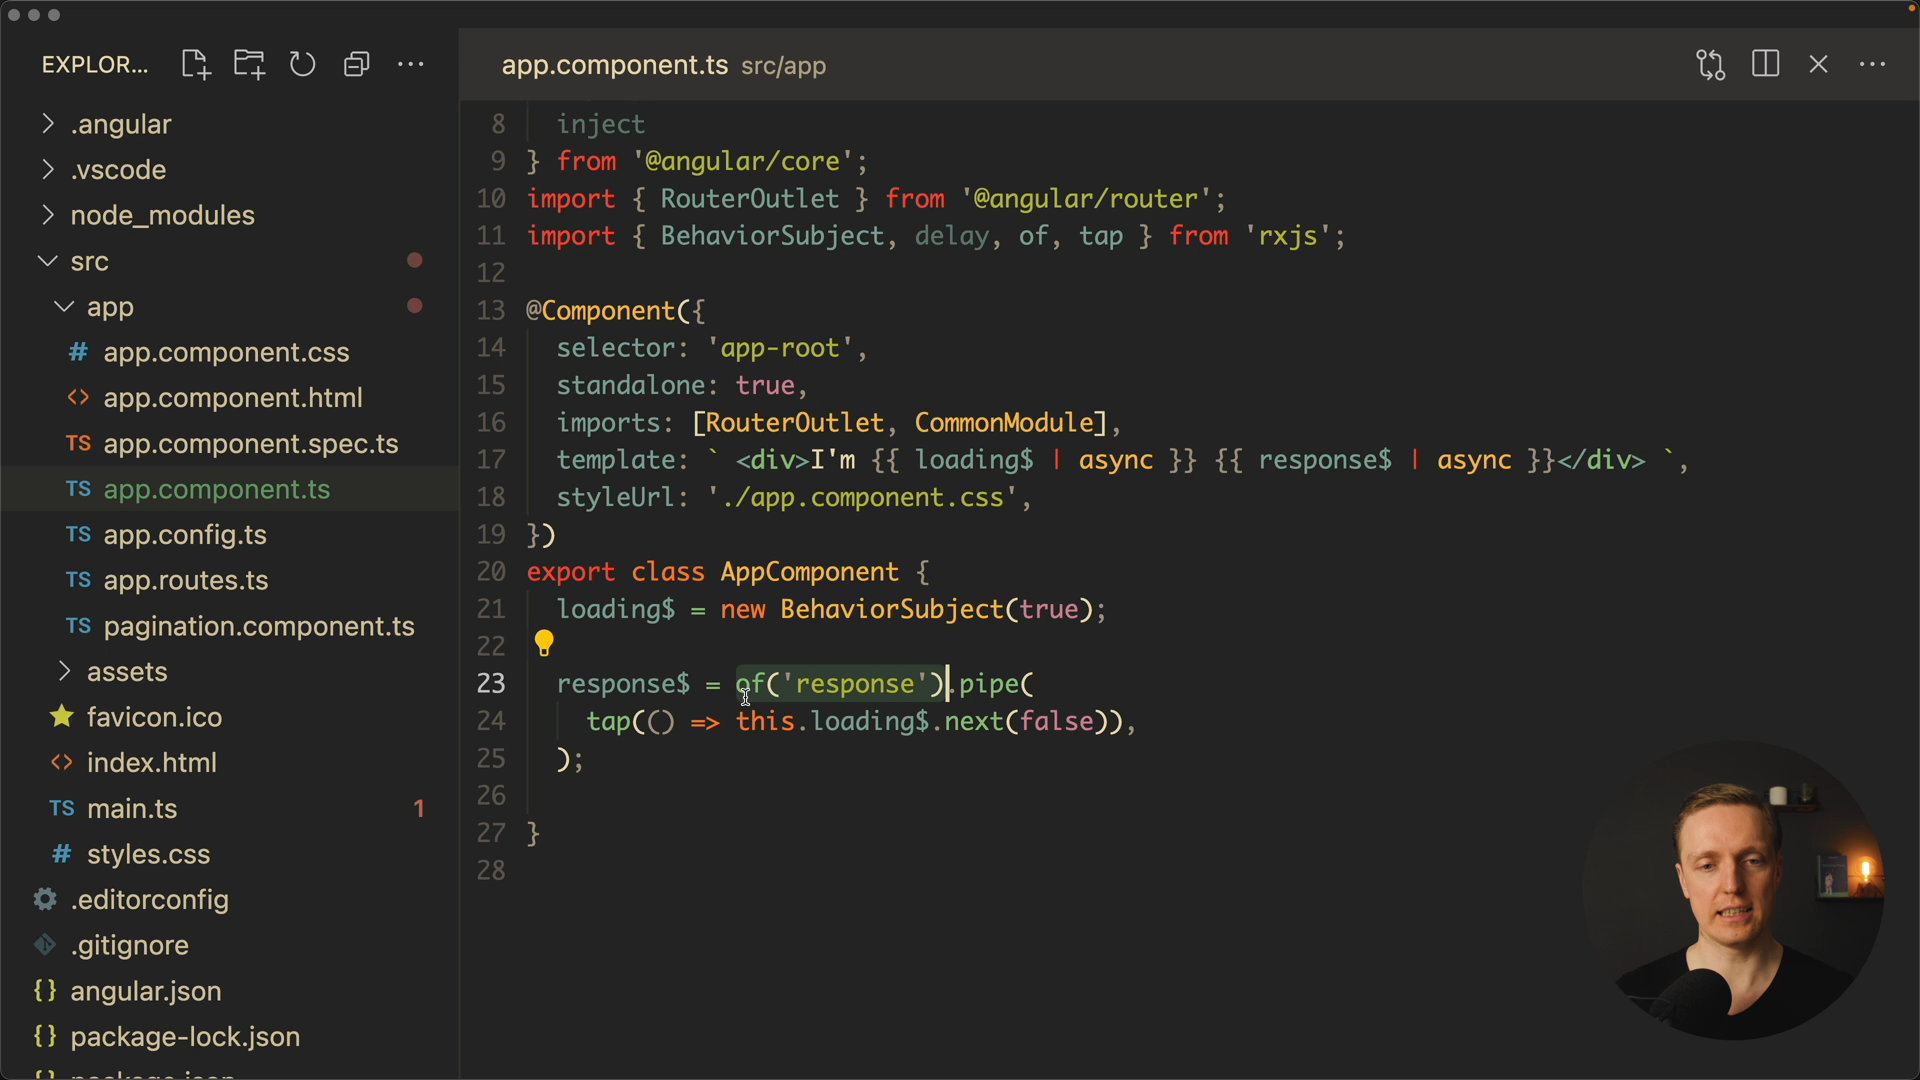 EXPLOR...
.angular
.vscode
node_modules
src
app
# app.component.css
<> app.component.html
TS app.component.spec.ts
TS app.component.ts
TS app.config.ts
TS app.routes.ts
TS pagination.component.ts
assets
favicon.ico
<> index.html
TS main.ts 1
# styles.css
.editorconfig
.gitignore
{} angular.json
{} package-lock.json
app.component.ts src/app
8 inject
9 } from '@angular/core';
10 import { RouterOutlet } from '@angular/router';
11 import { BehaviorSubject, delay, of, tap } from 'rxjs';
12
13 @Component({
14 selector: 'app-root',
15 standalone: true,
16 imports: [RouterOutlet, CommonModule],
17 template: ` <div>I'm {{ loading$ | async }} {{ response$ | async }}</div> `,
18 styleUrl: './app.component.css',
19 })
20 export class AppComponent {
21 loading$ = new BehaviorSubject(true);
22
23 response$ = of('response').pipe(
24 tap(() => this.loading$.next(false)),
25 );
26
27 }
28